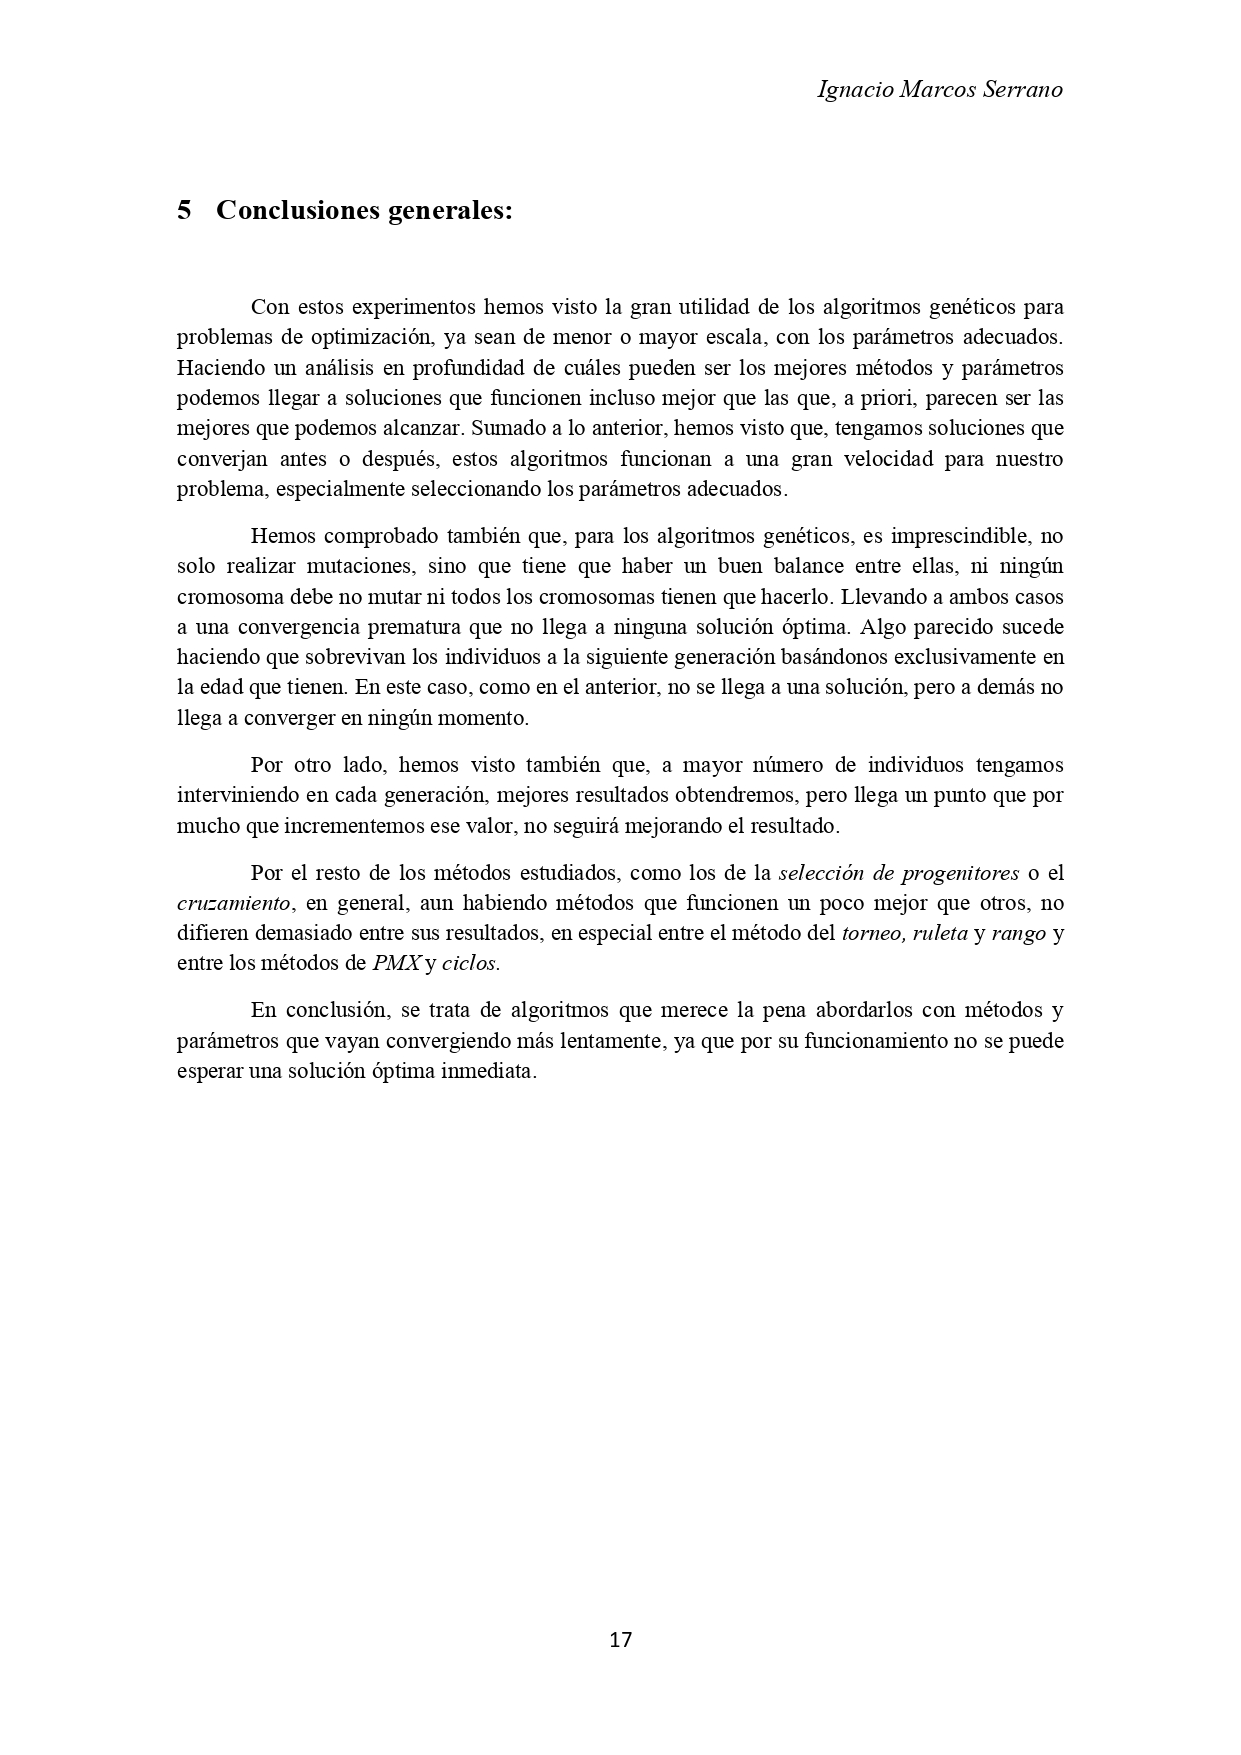 Ignacio Marcos Serrano
5 Conclusiones generales:
Con estos experimentos hemos visto la gran utilidad de los algoritmos genéticos para
problemas de optimización, ya sean de menor o mayor escala, con los parámetros adecuados.
Haciendo un análisis en profundidad de cuáles pueden ser los mejores métodos y parámetros
podemos llegar a soluciones que funcionen incluso mejor que las que, a priori, parecen ser las
mejores que podemos alcanzar. Sumado a lo anterior, hemos visto que, tengamos soluciones que
converjan antes o después, estos algoritmos funcionan a una gran velocidad para nuestro
problema, especialmente seleccionando los parámetros adecuados.
Hemos comprobado también que, para los algoritmos genéticos, es imprescindible, no
solo realizar mutaciones, sino que tiene que haber un buen balance entre ellas, ni ningún
cromosoma debe no mutar ni todos los cromosomas tienen que hacerlo. Llevando a ambos casos
a una convergencia prematura que no llega a ninguna solución óptima. Algo parecido sucede
haciendo que sobrevivan los individuos a la siguiente generación basándonos exclusivamente en
la edad que tienen. En este caso, como en el anterior, no se llega a una solución, pero a demás no
llega a converger en ningún momento.
Por otro lado, hemos visto también que, a mayor número de individuos tengamos
interviniendo en cada generación, mejores resultados obtendremos, pero llega un punto que por
mucho que incrementemos ese valor, no seguirá mejorando el resultado.
Por el resto de los métodos estudiados, como los de la selección de progenitores o el
cruzamiento, en general, aun habiendo métodos que funcionen un poco mejor que otros, no
difieren demasiado entre sus resultados, en especial entre el método del torneo, ruleta y rango y
entre los métodos de PMX y ciclos.
En conclusión, se trata de algoritmos que merece la pena abordarlos con métodos y
parámetros que vayan convergiendo más lentamente, ya que por su funcionamiento no se puede
esperar una solución óptima inmediata.
17